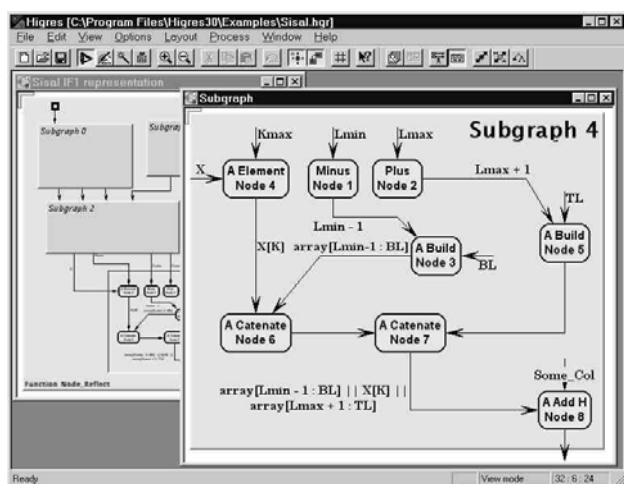 Higres [C:\Program Files\Higres30\Examples\Sisal.hgr]
File Edit View Options Layout Process Window Help
Sisal IF1 representation
Subgraph 0
Subgraph 2
Function Node_Reflect
Subgraph
Subgraph 4
Kmax
Lmin
Lmax
X
A Element
Node 4
Minus
Node 1
Plus
Node 2
Lmax + 1
TL
Lmin - 1
A Build
Node 5
X[K]
array[Lmin-1 : BL]
A Build
Node 3
BL
A Catenate
Node 6
A Catenate
Node 7
Some_Col
array[Lmin - 1 : BL] || X[K] ||
array[Lmax + 1 : TL]
A Add H
Node 8
Ready
View mode
32 : 6 : 24